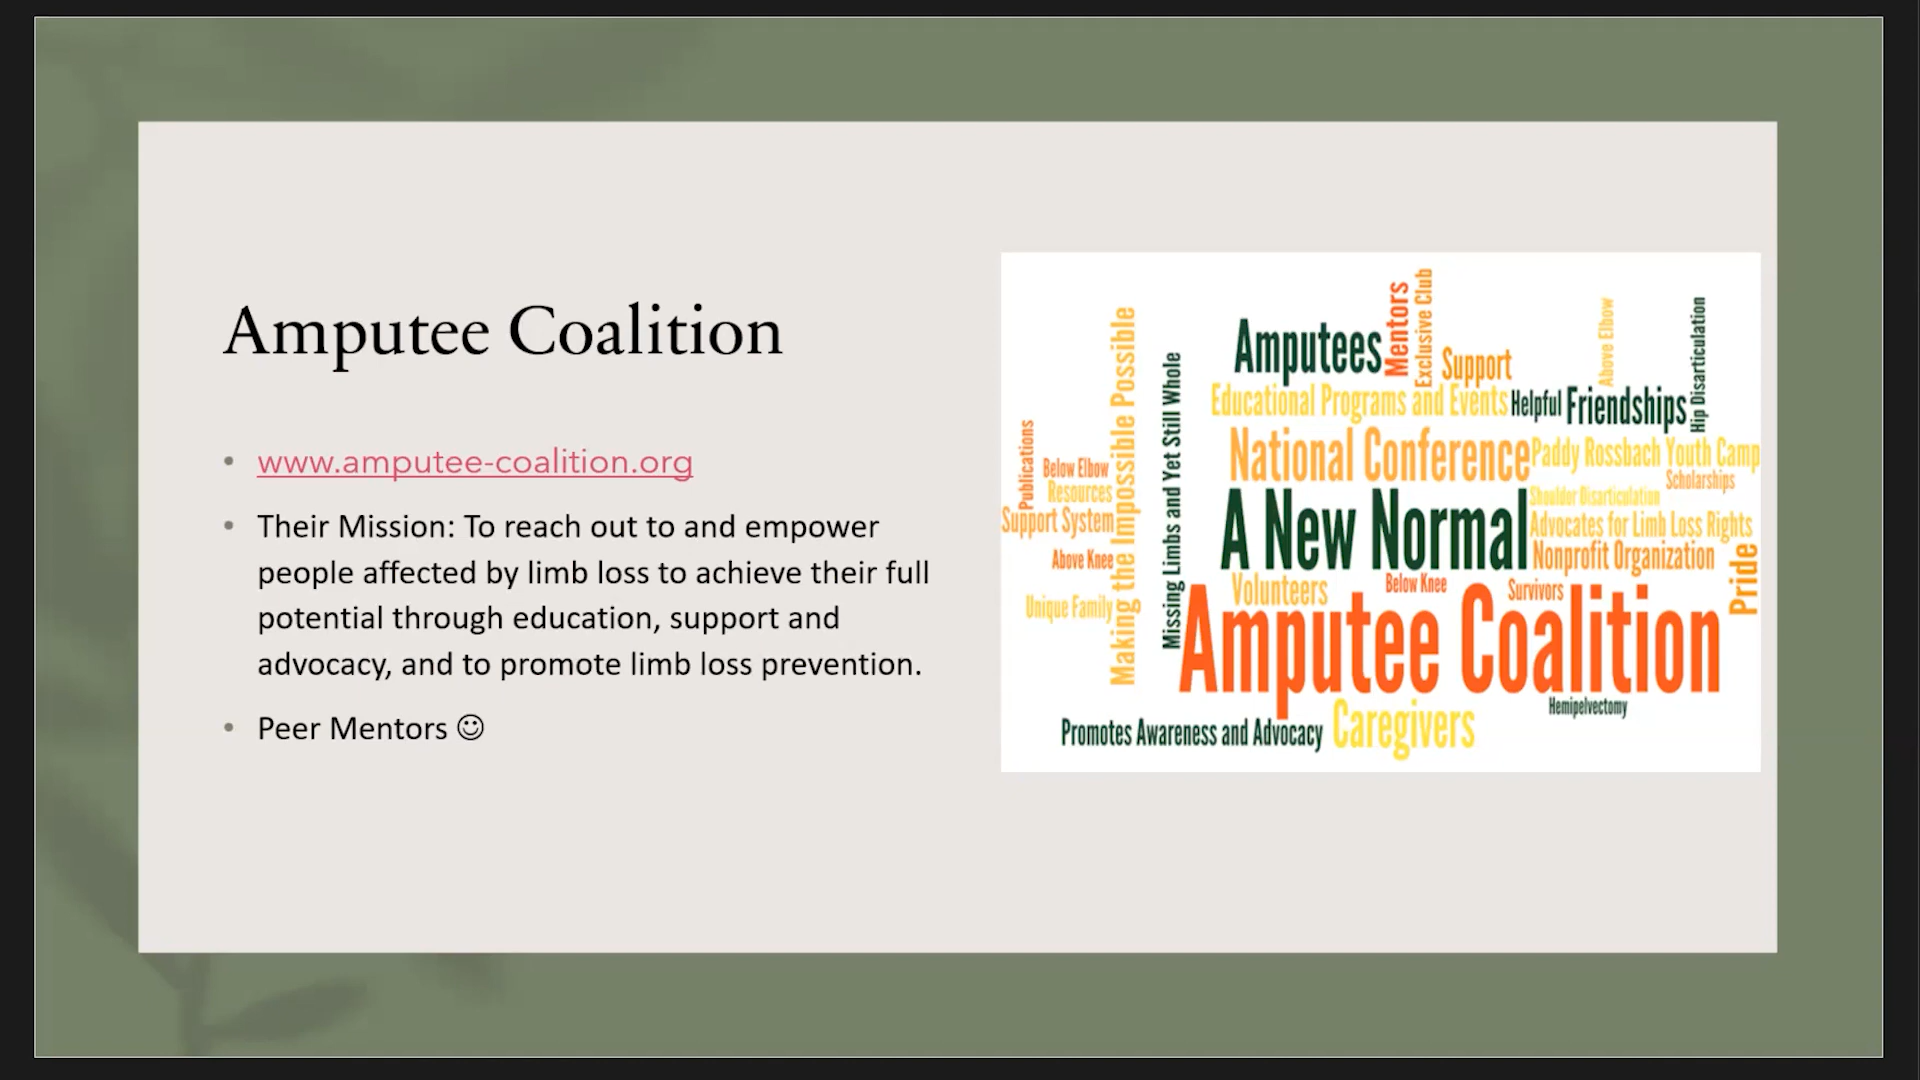 Amputee Coalition
• www.amputee-coalition.org
• Their Mission: To reach out to and empower
people affected by limb loss to achieve their full
potential through education, support and
advocacy, and to promote limb loss prevention.
• Peer Mentors ☺
Amputees
Mentors
Exclusive Club
Support
Above Elbow
Hip Disarticulation
Educational Programs and Events
Helpful
Friendships
Making the Impossible Possible
Missing Limbs and Yet Still Whole
National Conference
Paddy Rossbach Youth Camp
Publications
Below Elbow
Scholarships
Resources
A New Normal
Shoulder Disarticulation
Support System
Advocates for Limb Loss Rights
Above Knee
Nonprofit Organization
Pride
Volunteers
Below Knee
Survivors
Unique Family
Amputee Coalition
Hemipelvectomy
Promotes Awareness and Advocacy
Caregivers